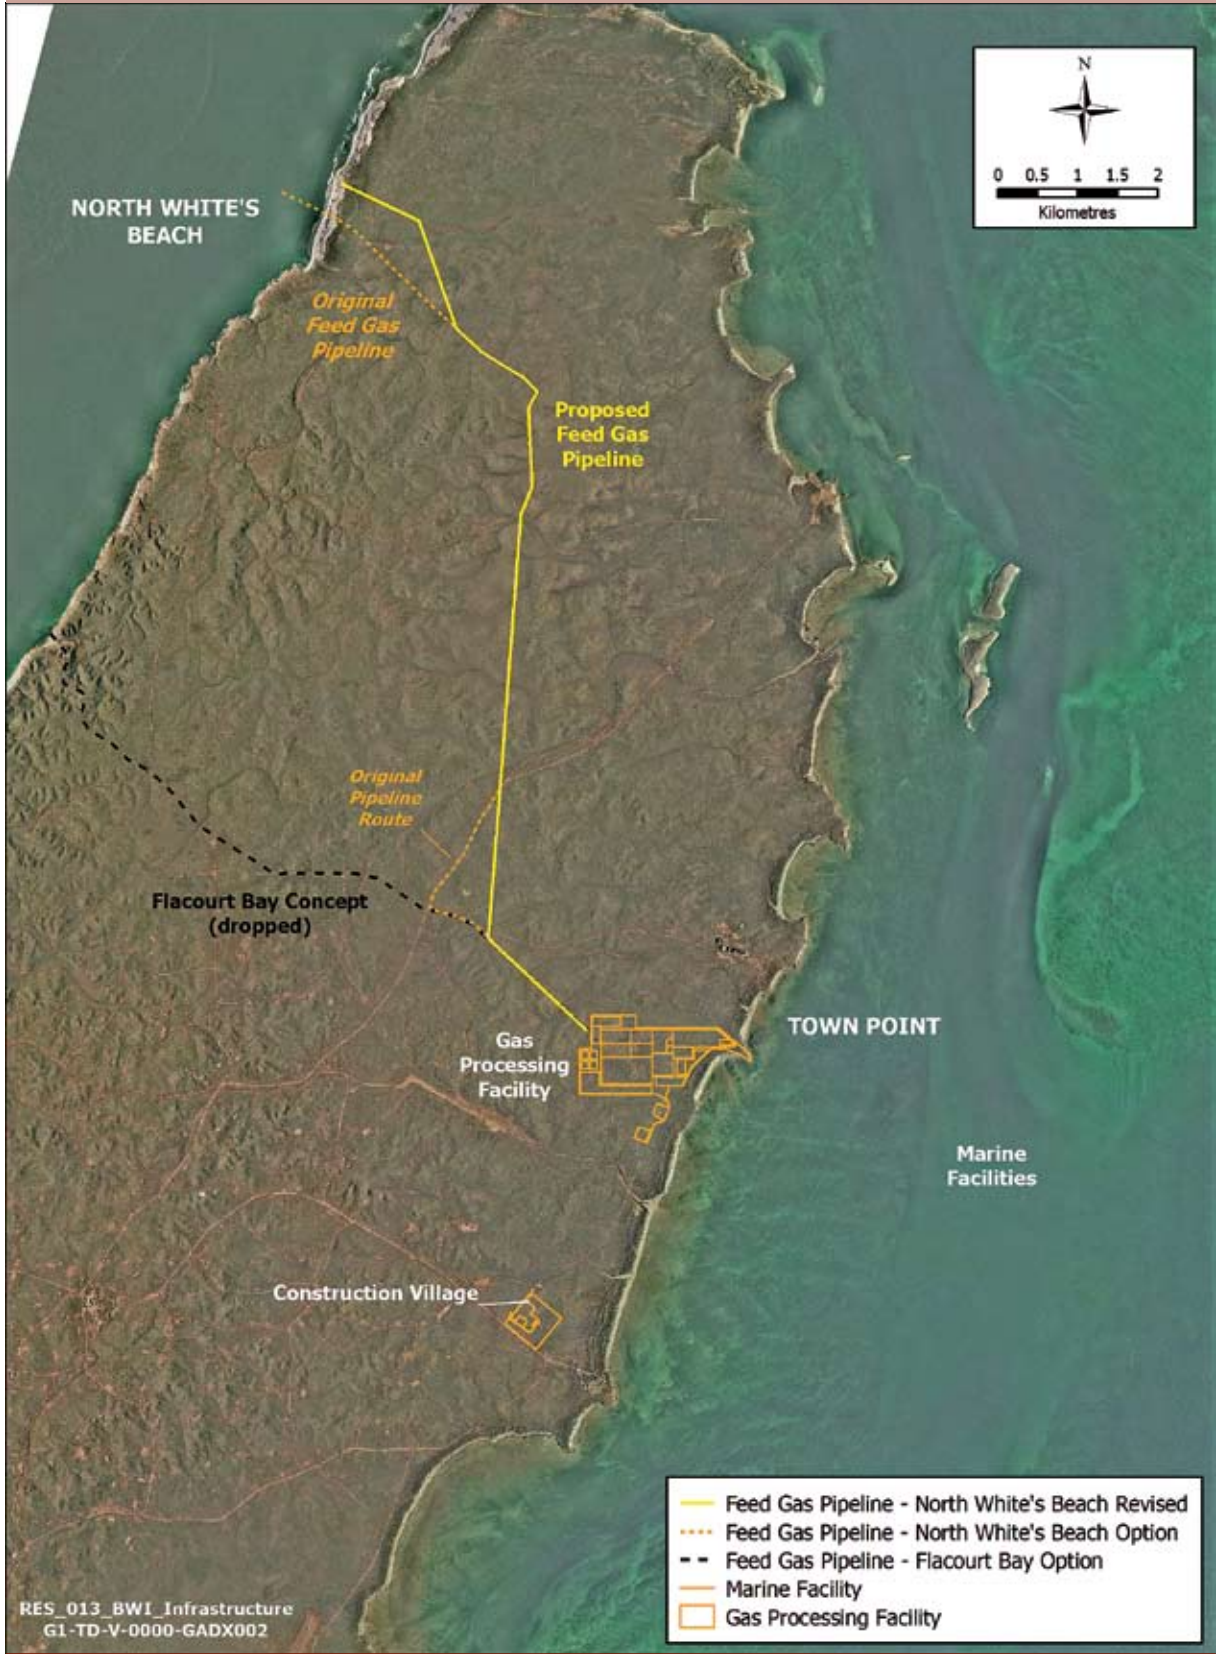 N
0 0.5 1 1.5 2
Kilometres
NORTH WHITE'S
BEACH
Original
Feed Gas
Pipeline
Proposed
Feed Gas
Pipeline
Original
Pipeline
Route
Flacourt Bay Concept
(dropped)
TOWN POINT
Gas
Processing
Facility
Marine
Facilities
Construction Village
Feed Gas Pipeline - North White's Beach Revised
Feed Gas Pipeline - North White's Beach Option
Feed Gas Pipeline - Flacourt Bay Option
Marine Facility
Gas Processing Facility
RES_013_BWI_Infrastructure
G1-TD-V-0000-GADX002